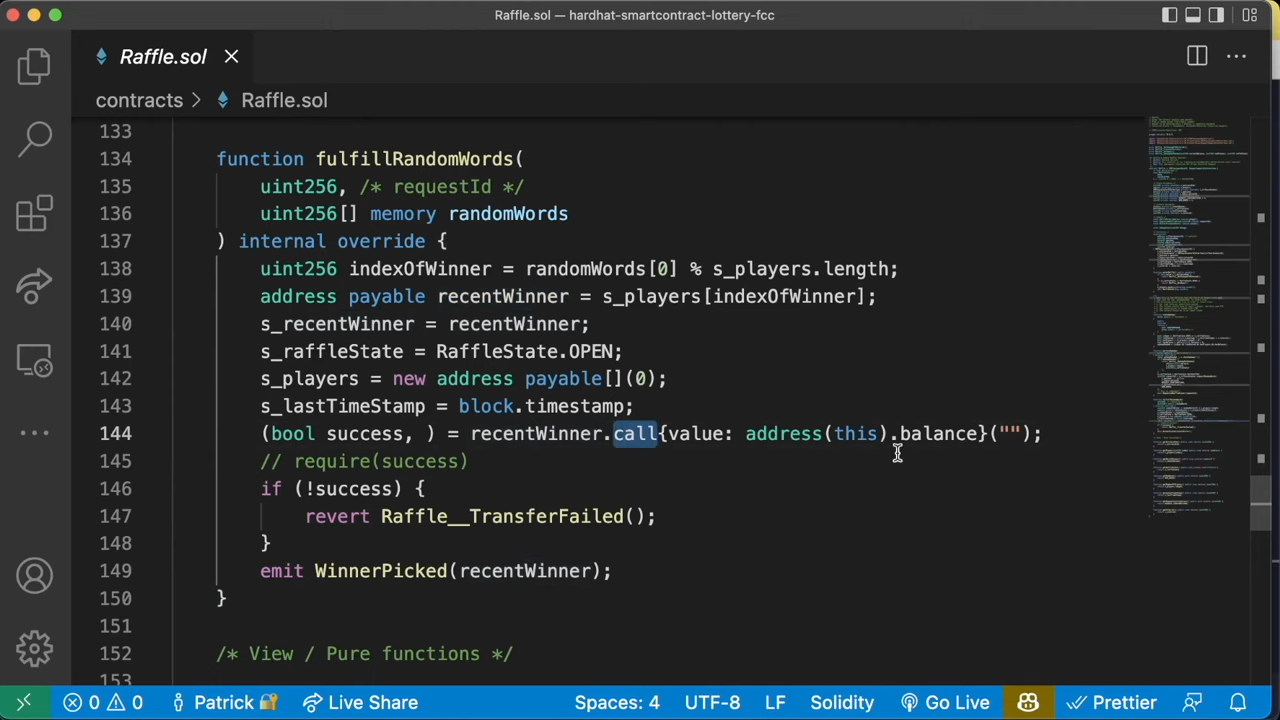 Raffle.sol — hardhat-smartcontract-lottery-fcc
Raffle.sol
contracts > Raffle.sol
133
134 function fulfillRandomWords(
135 uint256, /* requestId */
136 uint256[] memory randomWords
137 ) internal override {
138 uint256 indexOfWinner = randomWords[0] % s_players.length;
139 address payable recentWinner = s_players[indexOfWinner];
140 s_recentWinner = recentWinner;
141 s_raffleState = RaffleState.OPEN;
142 s_players = new address payable[](0);
143 s_lastTimeStamp = block.timestamp;
144 (bool success, ) = recentWinner.call{value: address(this).balance}("");
145 // require(success)
146 if (!success) {
147 revert Raffle__TransferFailed();
148 }
149 emit WinnerPicked(recentWinner);
150 }
151
152 /* View / Pure functions */
153
0 0 Patrick Live Share Spaces: 4 UTF-8 LF Solidity Go Live Prettier